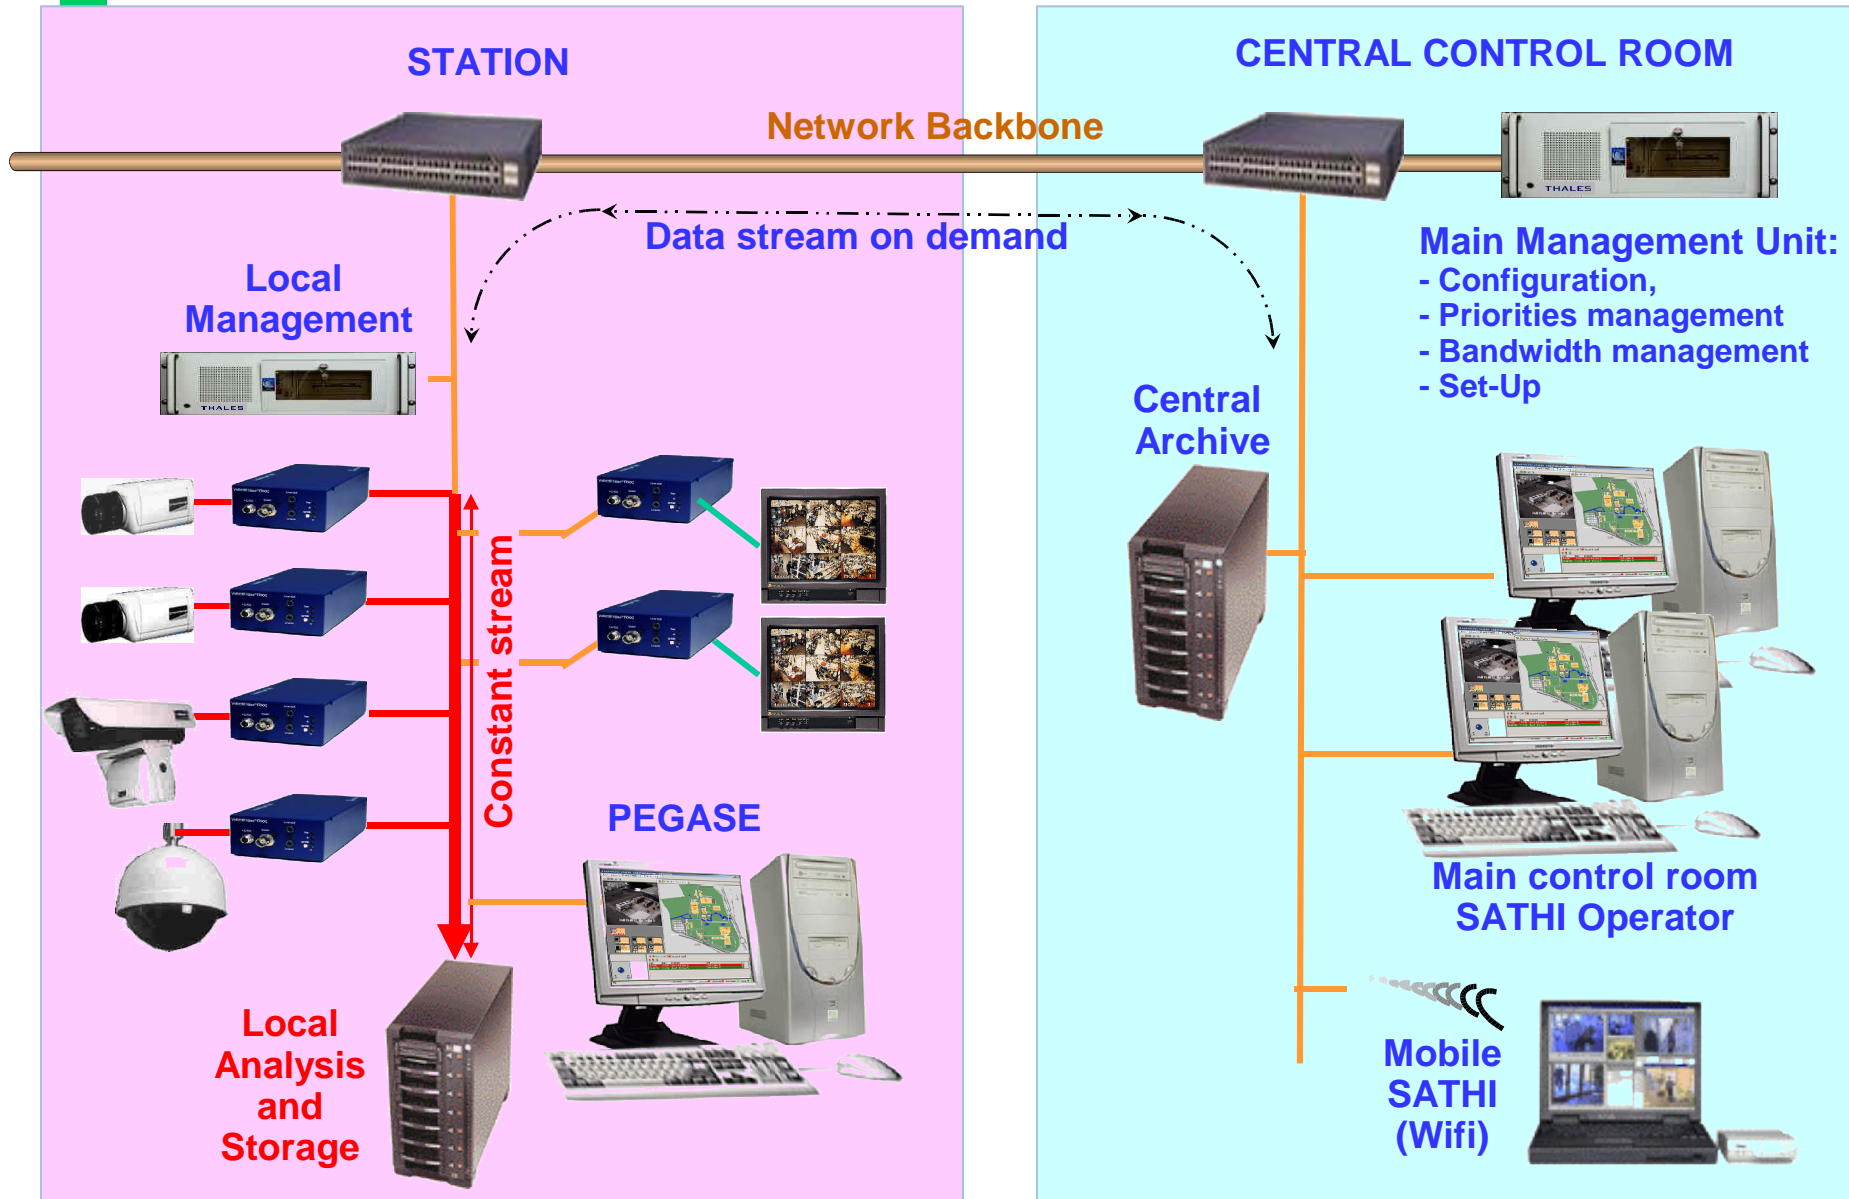 STATION
CENTRAL CONTROL ROOM
Network Backbone
THALES
Data stream on demand
Main Management Unit:
- Configuration,
- Priorities management
- Bandwidth management
- Set-Up
Local
Management
THALES
Central
Archive
Constant stream
PEGASE
Main control room
SATHI Operator
Local
Analysis
and
Storage
Mobile
SATHI
(Wifi)